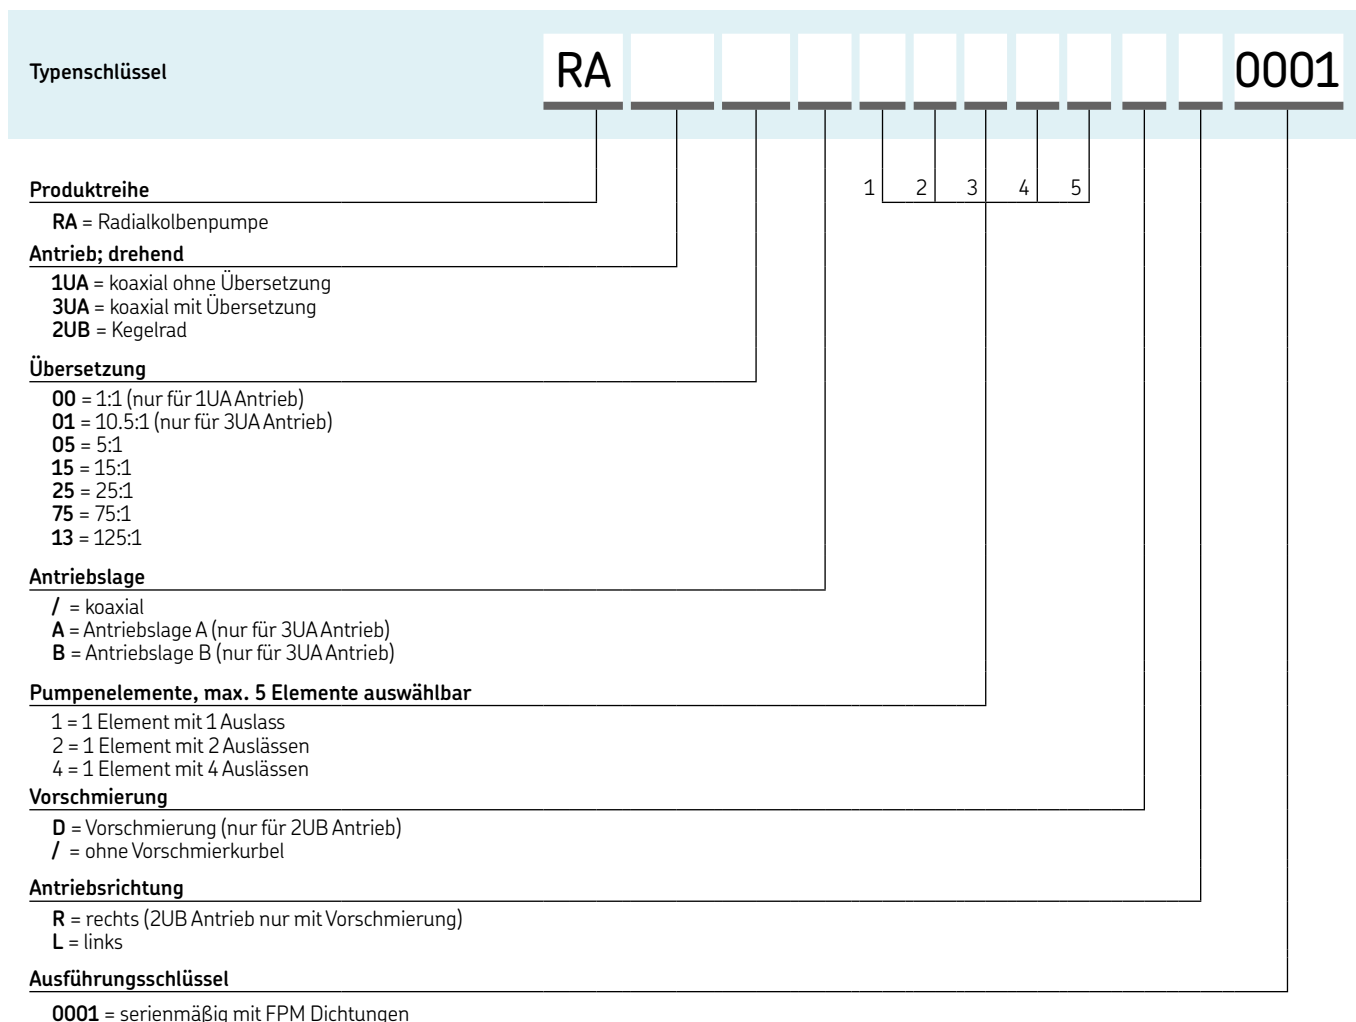 Typenschlüssel RA 0001
1 2 3 4 5
Produktreihe
RA = Radialkolbenpumpe
Antrieb; drehend
1UA = koaxial ohne Übersetzung
3UA = koaxial mit Übersetzung
2UB = Kegelrad
Übersetzung
00 = 1:1 (nur für 1UA Antrieb)
01 = 10.5:1 (nur für 3UA Antrieb)
05 = 5:1
15 = 15:1
25 = 25:1
75 = 75:1
13 = 125:1
Antriebslage
/ = koaxial
A = Antriebslage A (nur für 3UA Antrieb)
B = Antriebslage B (nur für 3UA Antrieb)
Pumpenelemente, max. 5 Elemente auswählbar
1 = 1 Element mit 1 Auslass
2 = 1 Element mit 2 Auslässen
4 = 1 Element mit 4 Auslässen
Vorschmierung
D = Vorschmierung (nur für 2UB Antrieb)
/ = ohne Vorschmierkurbel
Antriebsrichtung
R = rechts (2UB Antrieb nur mit Vorschmierung)
L = links
Ausführungsschlüssel
0001 = serienmäßig mit FPM Dichtungen